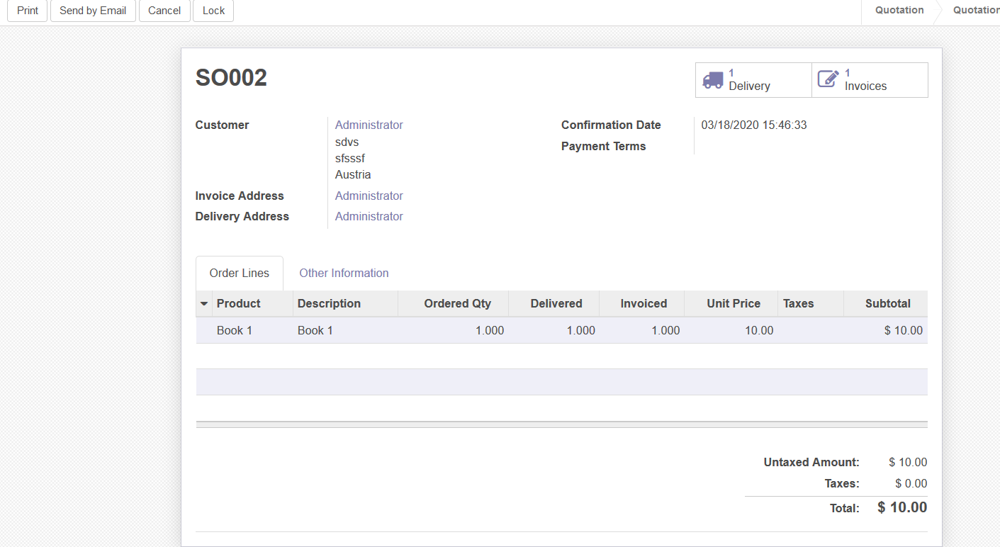 Print Send by Email Cancel Lock Quotation Quotation
SO002
1
Delivery
1
Invoices
Customer Administrator
sdvs
sfsssf
Austria
Invoice Address Administrator
Delivery Address Administrator
Confirmation Date 03/18/2020 15:46:33
Payment Terms
Order Lines Other Information
Product Description Ordered Qty Delivered Invoiced Unit Price Taxes Subtotal
Book 1 Book 1 1.000 1.000 1.000 10.00 $ 10.00
Untaxed Amount: $ 10.00
Taxes: $ 0.00
Total: $ 10.00